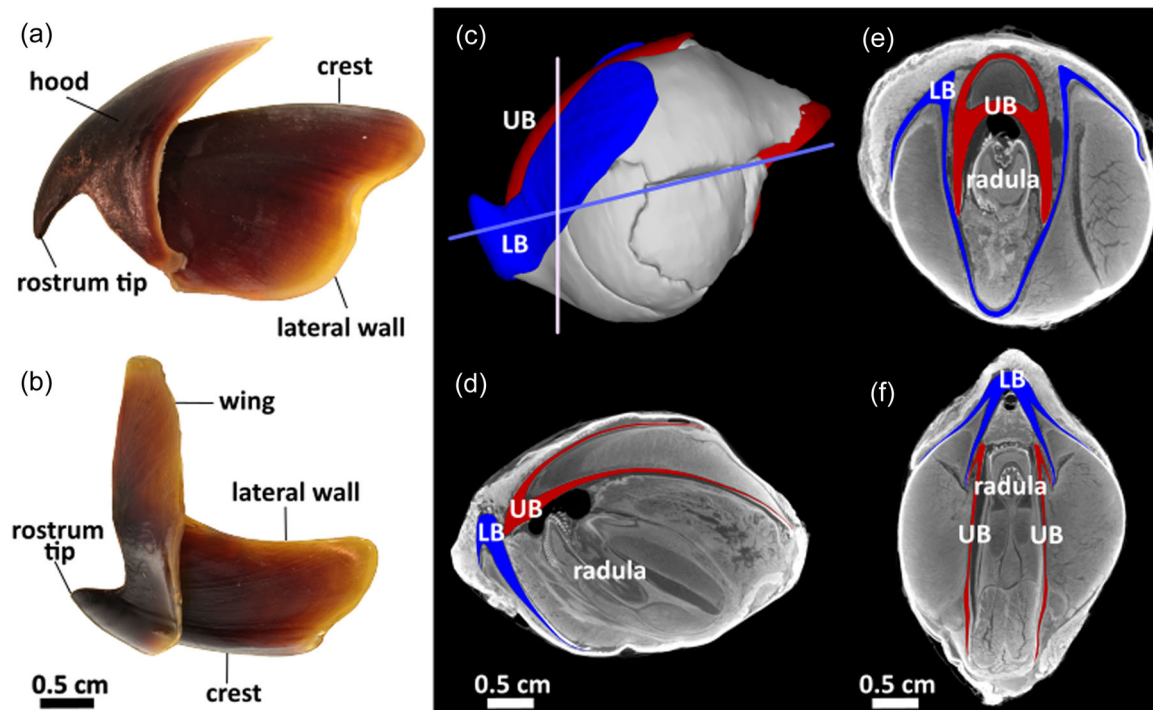 (a)
hood
crest
rostrum tip
lateral wall
(b)
wing
lateral wall
rostrum
tip
crest
0.5 cm
(c)
UB
LB
(d)
UB
LB
radula
0.5 cm
(e)
LB
UB
radula
(f)
LB
radula
UB
UB
0.5 cm